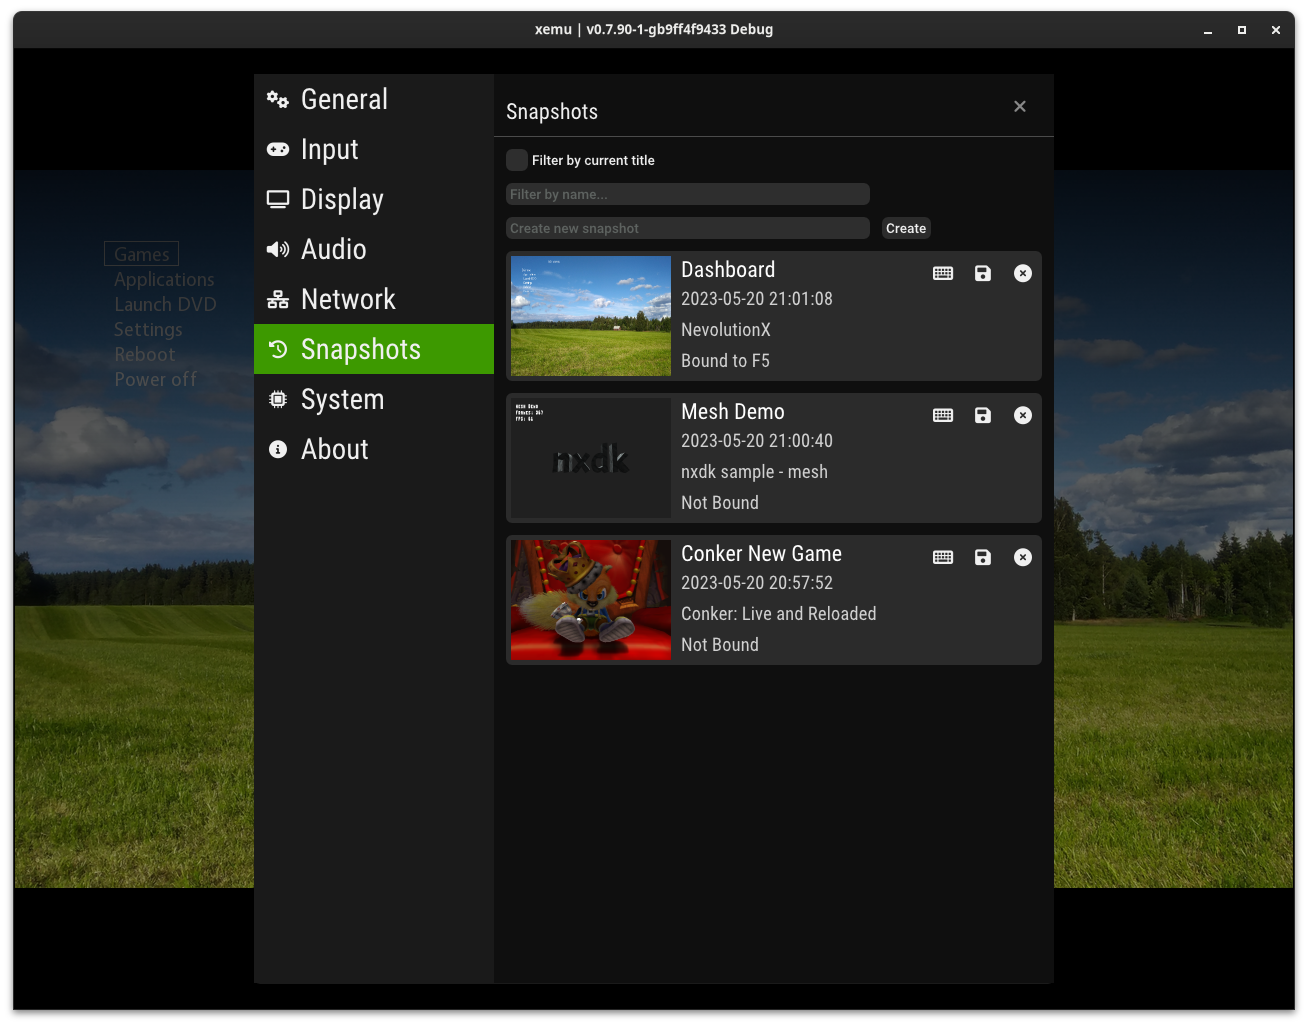 xemu | v0.7.90-1-gb9ff4f9433 Debug
Games
Applications
Launch DVD
Settings
Reboot
Power off
General
Input
Display
Audio
Network
Snapshots
System
About
Snapshots
Filter by current title
Filter by name...
Create new snapshot
Create
Dashboard
2023-05-20 21:01:08
NevolutionX
Bound to F5
nxdk
Mesh Demo
2023-05-20 21:00:40
nxdk sample - mesh
Not Bound
Conker New Game
2023-05-20 20:57:52
Conker: Live and Reloaded
Not Bound